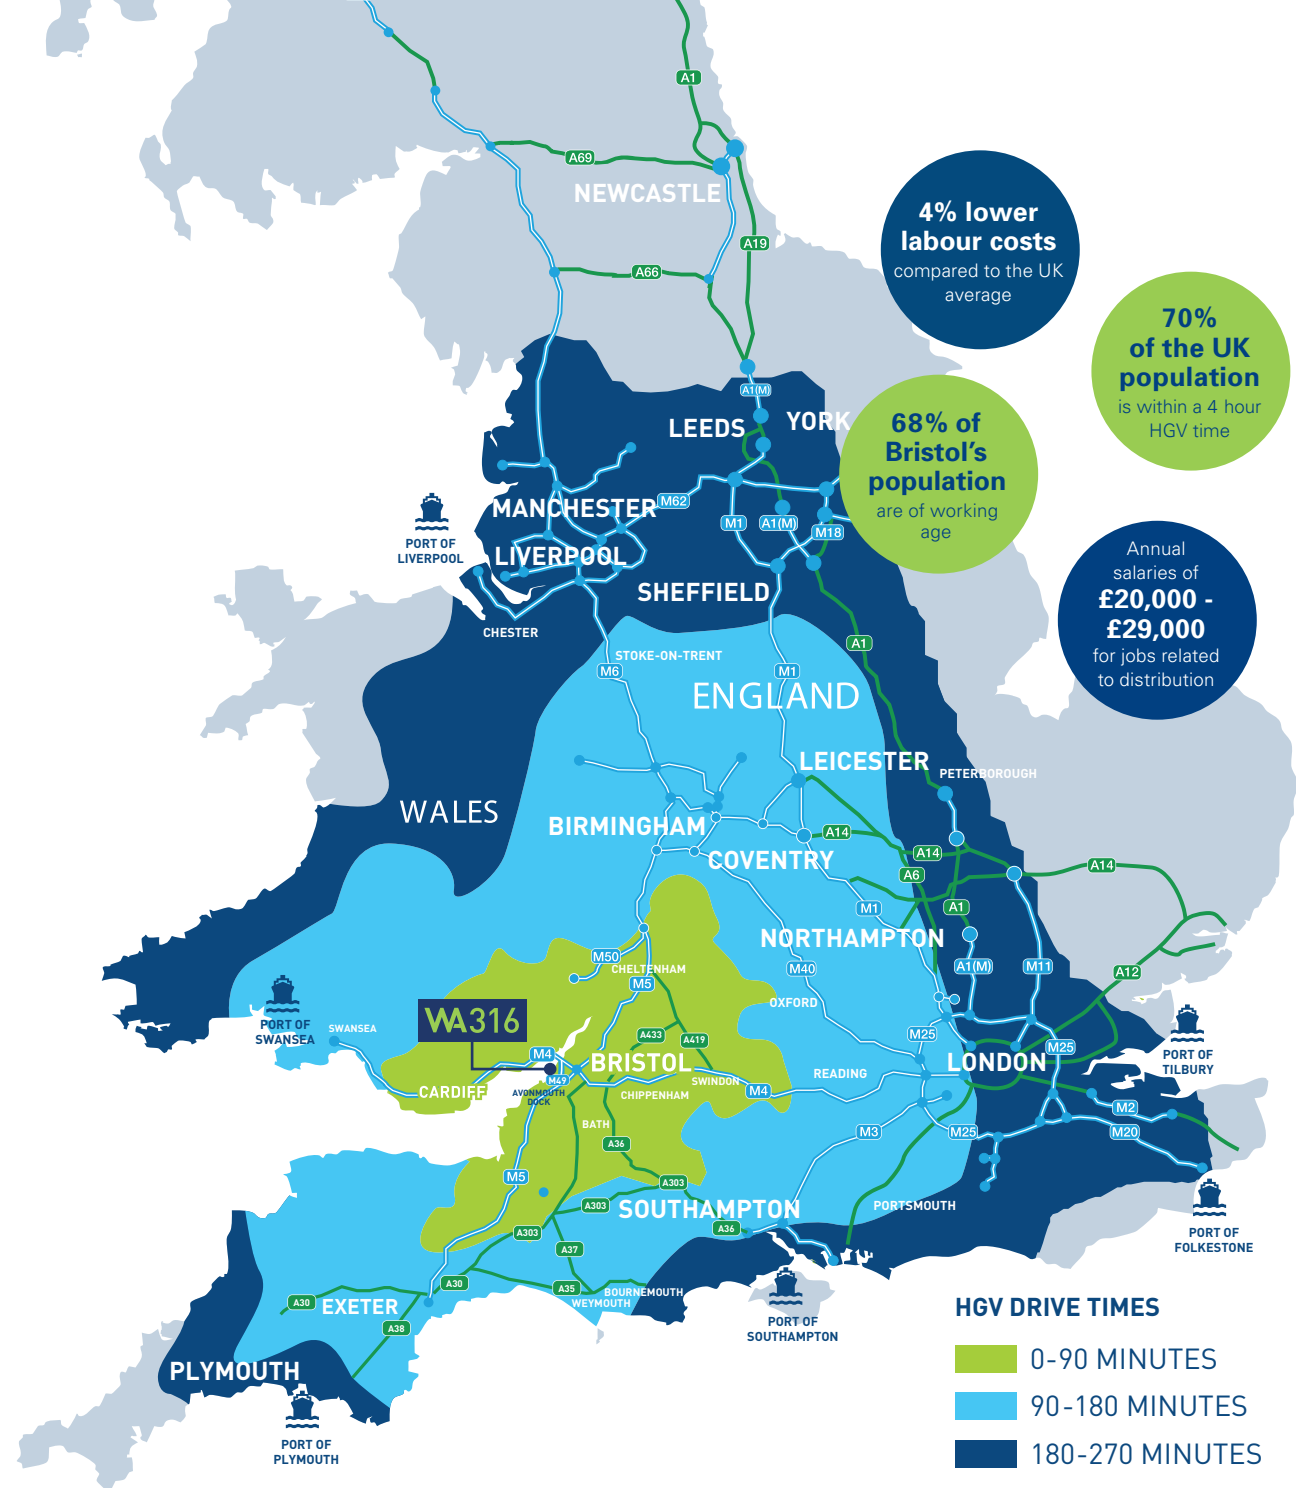 A1
A69
NEWCASTLE
A19
A66
4% lower
labour costs
compared to the UK
average
70%
of the UK
population
is within a 4 hour
HGV time
A1(M)
LEEDS
YORK
68% of
Bristol's
population
are of working
age
MANCHESTER
M62
M1
A1(M)
M18
PORT OF
LIVERPOOL
LIVERPOOL
SHEFFIELD
CHESTER
Annual
salaries of
£20,000 -
£29,000
for jobs related
to distribution
A1
STOKE-ON-TRENT
M6
M1
ENGLAND
LEICESTER
PETERBOROUGH
WALES
BIRMINGHAM
A14
COVENTRY
A14
A14
A6
M1
A1
NORTHAMPTON
M50
CHELTENHAM
M5
M40
A1(M)
M11
A12
OXFORD
PORT OF
SWANSEA
SWANSEA
WA316
A433
A419
M25
M25
PORT OF
TILBURY
M4
BRISTOL
LONDON
M49
AVONMOUTH
DOCK
CARDIFF
SWINDON
READING
CHIPPENHAM
M4
M2
BATH
A36
M3
M25
M20
M5
A303
A303
SOUTHAMPTON
A36
PORTSMOUTH
A303
A37
PORT OF
FOLKESTONE
A30
A35
BOURNEMOUTH
WEYMOUTH
A30
EXETER
A38
PORT OF
SOUTHAMPTON
PLYMOUTH
PORT OF
PLYMOUTH
HGV DRIVE TIMES
0-90 MINUTES
90-180 MINUTES
180-270 MINUTES